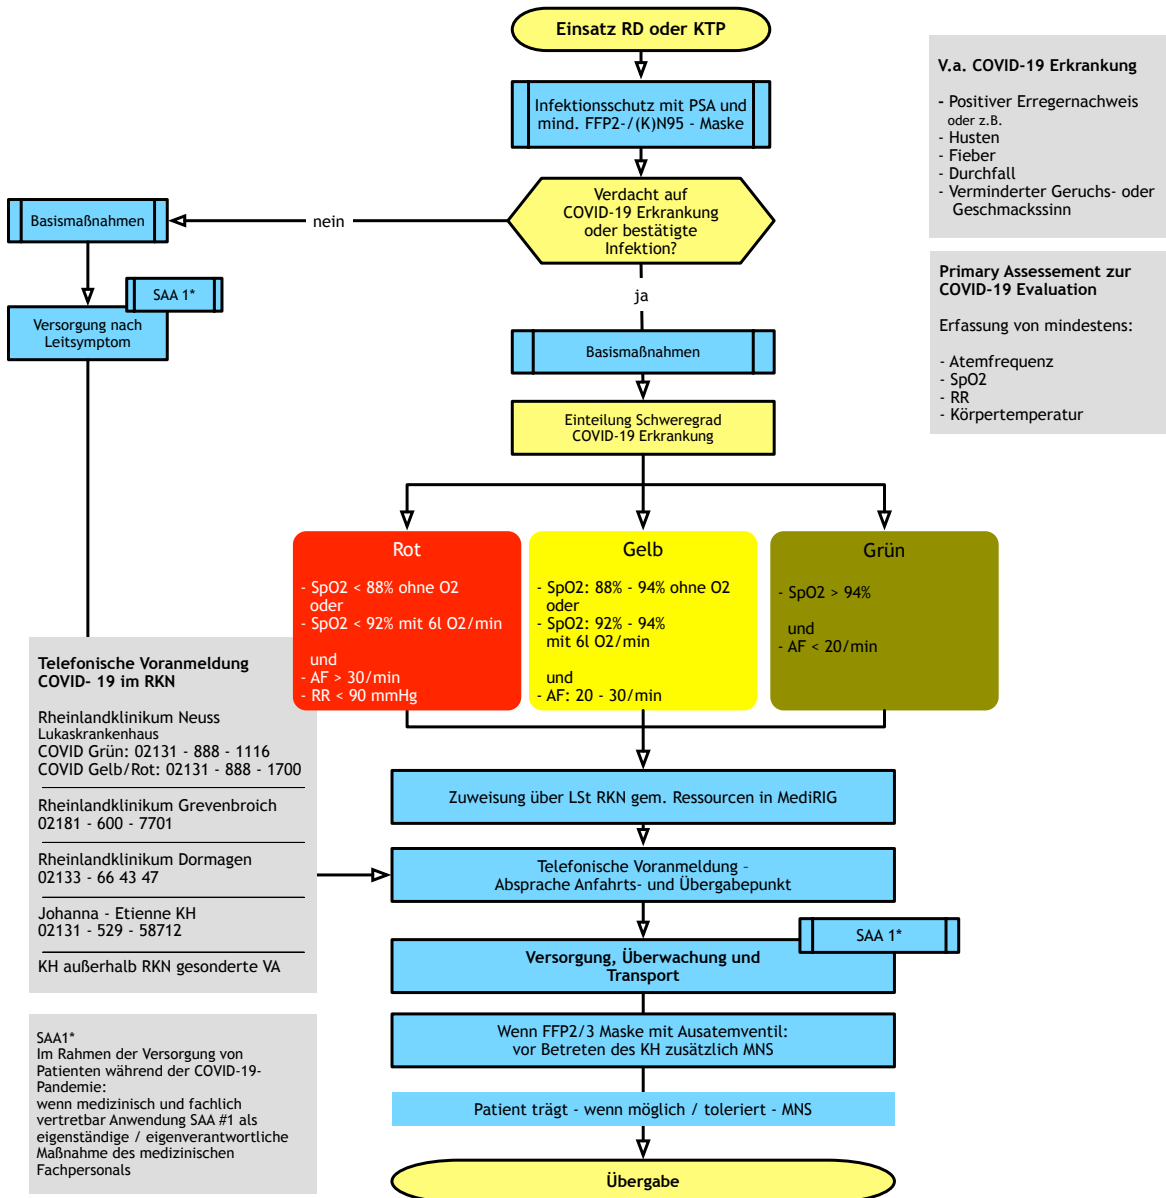 Einsatz RD oder KTP
Infektionsschutz mit PSA und
mind. FFP2-/(K)N95 - Maske
Verdacht auf
COVID-19 Erkrankung
oder bestätigte
Infektion?
nein
Basismaßnahmen
SAA 1*
Versorgung nach
Leitsymptom
ja
Basismaßnahmen
Einteilung Schweregrad
COVID-19 Erkrankung
V.a. COVID-19 Erkrankung
- Positiver Erregernachweis
oder z.B.
- Husten
- Fieber
- Durchfall
- Verminderter Geruchs- oder
Geschmackssinn
Primary Assessement zur
COVID-19 Evaluation
Erfassung von mindestens:
- Atemfrequenz
- SpO2
- RR
- Körpertemperatur
Rot
- SpO2 < 88% ohne O2
oder
- SpO2 < 92% mit 6l O2/min
und
- AF > 30/min
- RR < 90 mmHg
Gelb
- SpO2: 88% - 94% ohne O2
oder
- SpO2: 92% - 94%
mit 6l O2/min
und
- AF: 20 - 30/min
Grün
- SpO2 > 94%
und
- AF < 20/min
Telefonische Voranmeldung
COVID- 19 im RKN
Rheinlandklinikum Neuss
Lukaskrankenhaus
COVID Grün: 02131 - 888 - 1116
COVID Gelb/Rot: 02131 - 888 - 1700
Rheinlandklinikum Grevenbroich
02181 - 600 - 7701
Rheinlandklinikum Dormagen
02133 - 66 43 47
Johanna - Etienne KH
02131 - 529 - 58712
KH außerhalb RKN gesonderte VA
Zuweisung über LSt RKN gem. Ressourcen in MediRIG
Telefonische Voranmeldung –
Absprache Anfahrts- und Übergabepunkt
SAA 1*
Versorgung, Überwachung und
Transport
Wenn FFP2/3 Maske mit Ausatemventil:
vor Betreten des KH zusätzlich MNS
Patient trägt - wenn möglich / toleriert - MNS
Übergabe
SAA1*
Im Rahmen der Versorgung von
Patienten während der COVID-19-
Pandemie:
wenn medizinisch und fachlich
vertretbar Anwendung SAA #1 als
eigenständige / eigenverantwortliche
Maßnahme des medizinischen
Fachpersonals